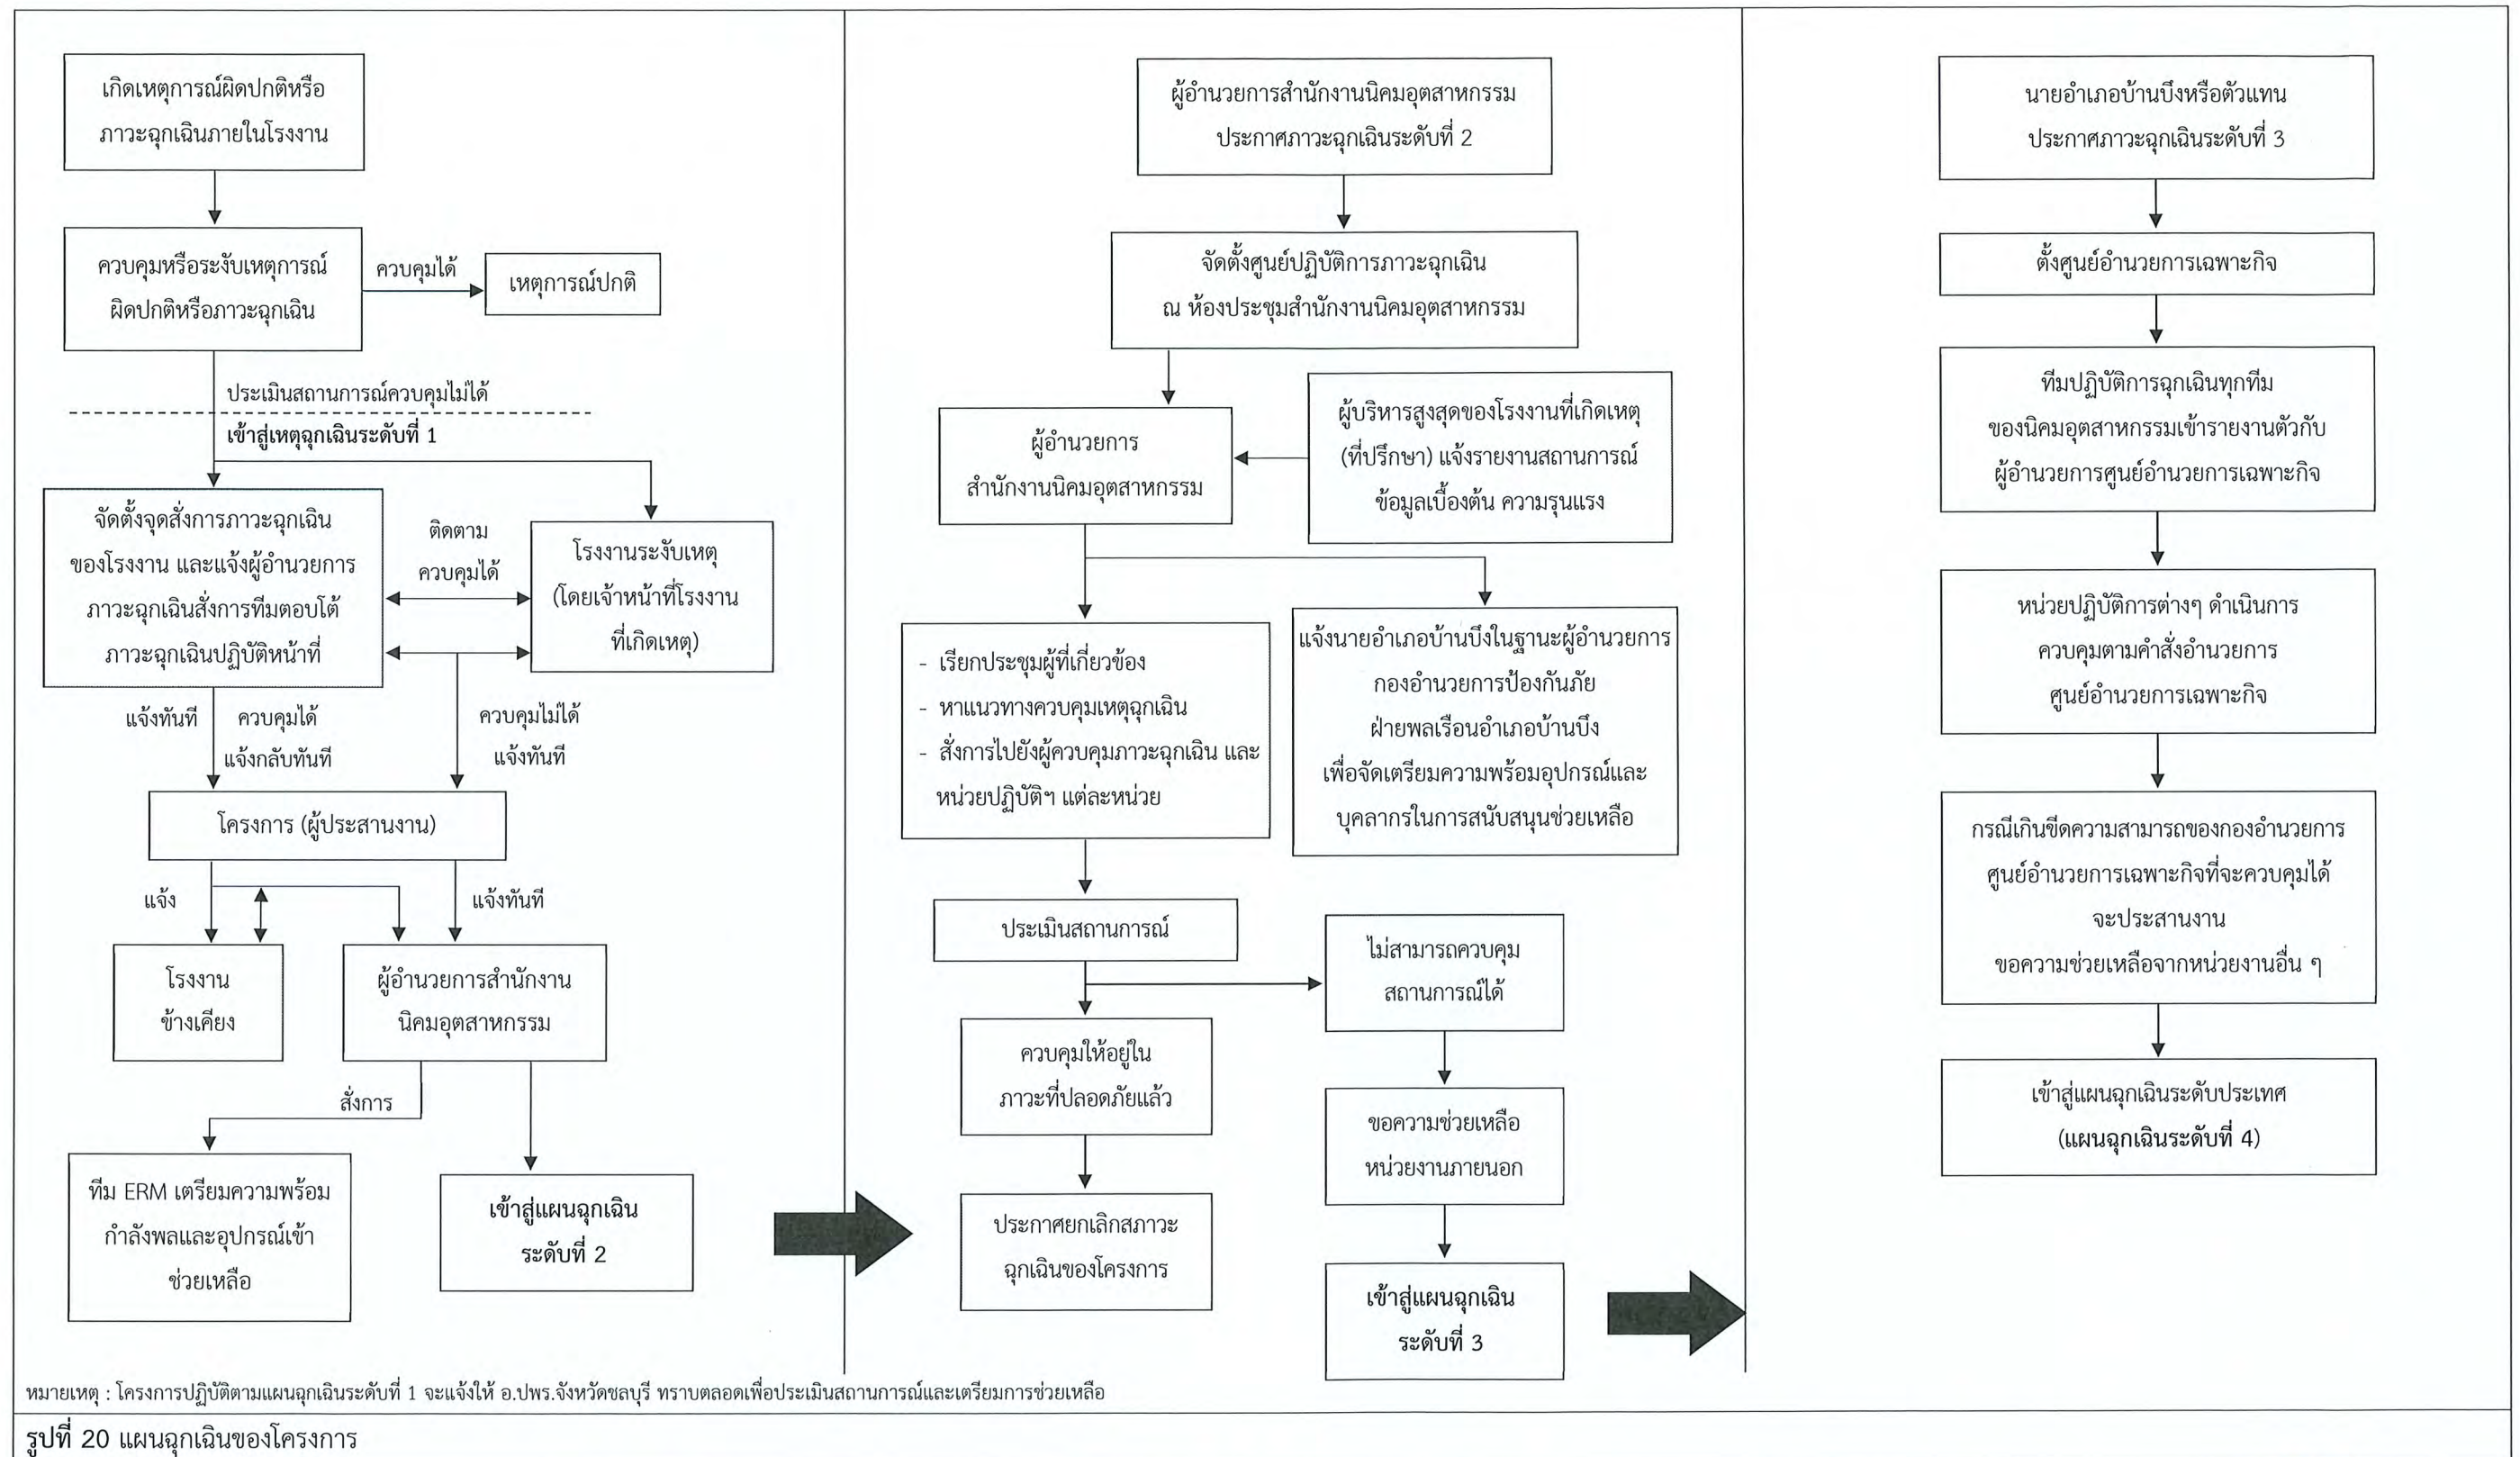 เกิดเหตุการณ์ผิดปกติหรือ
ภาวะฉุกเฉินภายในโรงงาน
ควบคุมหรือระงับเหตุการณ์
ผิดปกติหรือภาวะฉุกเฉิน
ควบคุมได้
เหตุการณ์ปกติ
ประเมินสถานการณ์ควบคุมไม่ได้
เข้าสู่เหตุฉุกเฉินระดับที่ 1
จัดตั้งจุดสั่งการภาวะฉุกเฉิน
ของโรงงาน และแจ้งผู้อำนวยการ
ภาวะฉุกเฉินสั่งการทีมตอบโต้
ภาวะฉุกเฉินปฏิบัติหน้าที่
ติดตาม
ควบคุมได้
โรงงานระงับเหตุ
(โดยเจ้าหน้าที่โรงงาน
ที่เกิดเหตุ)
แจ้งทันที
ควบคุมได้
แจ้งกลับทันที
ควบคุมไม่ได้
แจ้งทันที
โครงการ (ผู้ประสานงาน)
แจ้ง
แจ้งทันที
โรงงาน
ข้างเคียง
ผู้อำนวยการสำนักงาน
นิคมอุตสาหกรรม
สั่งการ
ทีม ERM เตรียมความพร้อม
กำลังพลและอุปกรณ์เข้า
ช่วยเหลือ
เข้าสู่แผนฉุกเฉิน
ระดับที่ 2
ผู้อำนวยการสำนักงานนิคมอุตสาหกรรม
ประกาศภาวะฉุกเฉินระดับที่ 2
จัดตั้งศูนย์ปฏิบัติการภาวะฉุกเฉิน
ณ ห้องประชุมสำนักงานนิคมอุตสาหกรรม
ผู้อำนวยการ
สำนักงานนิคมอุตสาหกรรม
ผู้บริหารสูงสุดของโรงงานที่เกิดเหตุ
(ที่ปรึกษา) แจ้งรายงานสถานการณ์
ข้อมูลเบื้องต้น ความรุนแรง
- เรียกประชุมผู้ที่เกี่ยวข้อง
- หาแนวทางควบคุมเหตุฉุกเฉิน
- สั่งการไปยังผู้ควบคุมภาวะฉุกเฉิน และ
หน่วยปฏิบัติฯ แต่ละหน่วย
แจ้งนายอำเภอบ้านบึงในฐานะผู้อำนวยการ
กองอำนวยการป้องกันภัย
ฝ่ายพลเรือนอำเภอบ้านบึง
เพื่อจัดเตรียมความพร้อมอุปกรณ์และ
บุคลากรในการสนับสนุนช่วยเหลือ
ประเมินสถานการณ์
ไม่สามารถควบคุม
สถานการณ์ได้
ควบคุมให้อยู่ใน
ภาวะที่ปลอดภัยแล้ว
ขอความช่วยเหลือ
หน่วยงานภายนอก
ประกาศยกเลิกสภาวะ
ฉุกเฉินของโครงการ
เข้าสู่แผนฉุกเฉิน
ระดับที่ 3
นายอำเภอบ้านบึงหรือตัวแทน
ประกาศภาวะฉุกเฉินระดับที่ 3
ตั้งศูนย์อำนวยการเฉพาะกิจ
ทีมปฏิบัติการฉุกเฉินทุกทีม
ของนิคมอุตสาหกรรมเข้ารายงานตัวกับ
ผู้อำนวยการศูนย์อำนวยการเฉพาะกิจ
หน่วยปฏิบัติการต่างๆ ดำเนินการ
ควบคุมตามคำสั่งอำนวยการ
ศูนย์อำนวยการเฉพาะกิจ
กรณีเกินขีดความสามารถของกองอำนวยการ
ศูนย์อำนวยการเฉพาะกิจที่จะควบคุมได้
จะประสานงาน
ขอความช่วยเหลือจากหน่วยงานอื่น ๆ
เข้าสู่แผนฉุกเฉินระดับประเทศ
(แผนฉุกเฉินระดับที่ 4)
หมายเหตุ : โครงการปฏิบัติตามแผนฉุกเฉินระดับที่ 1 จะแจ้งให้ อ.ปพร.จังหวัดชลบุรี ทราบตลอดเพื่อประเมินสถานการณ์และเตรียมการช่วยเหลือ
รูปที่ 20 แผนฉุกเฉินของโครงการ